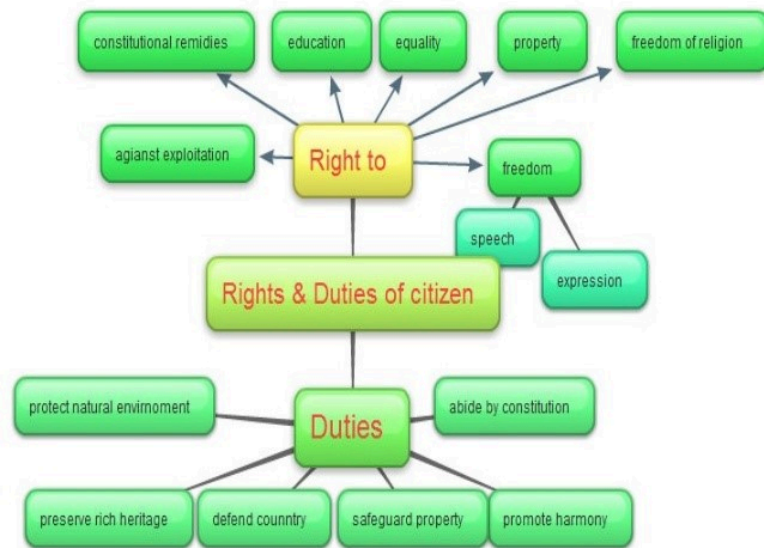 constitutional remidies
education
equality
property
freedom of religion
agianst exploitation
Right to
freedom
speech
expression
Rights & Duties of citizen
protect natural envirnoment
Duties
abide by constitution
preserve rich heritage
defend counntry
safeguard property
promote harmony